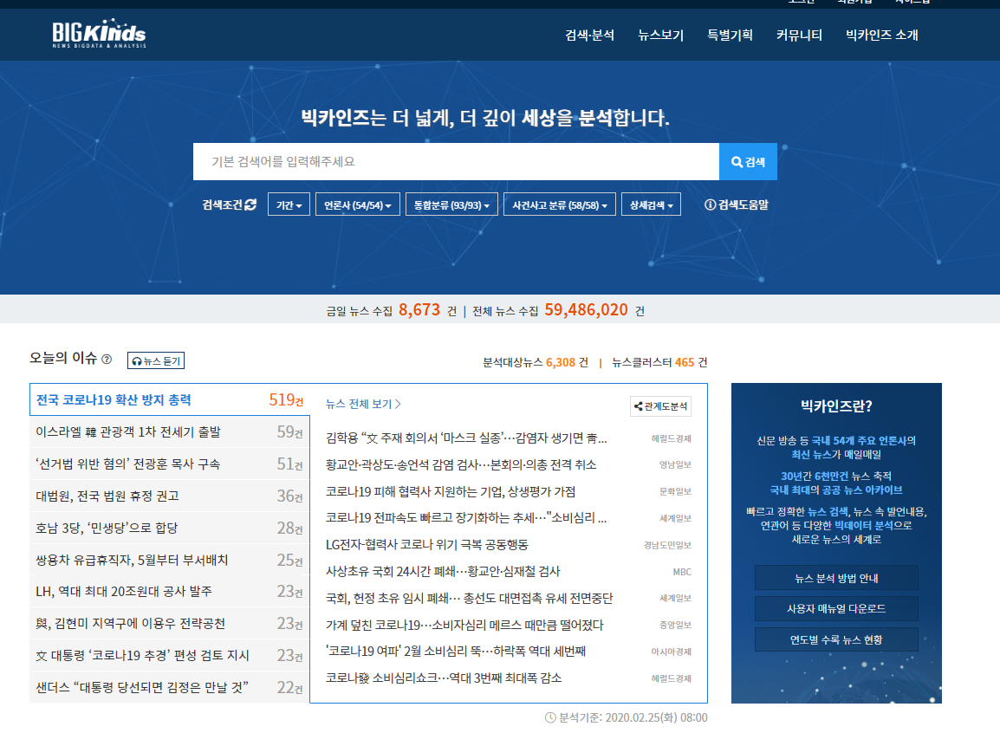 로그인 회원가입 사이트맵
BIGKinds
NEWS BIGDATA & ANALYSIS
검색·분석 뉴스보기 특별기획 커뮤니티 빅카인즈 소개
빅카인즈는 더 넓게, 더 깊이 세상을 분석합니다.
기본 검색어를 입력해주세요 검색
검색조건 기간 언론사 (54/54) 통합분류 (93/93) 사건사고 분류 (58/58) 상세검색 검색도움말
금일 뉴스 수집 8,673 건 | 전체 뉴스 수집 59,486,020 건
오늘의 이슈 ? 뉴스 듣기
분석대상뉴스 6,308 건 | 뉴스클러스터 465 건
전국 코로나19 확산 방지 총력 519건
이스라엘 韓 관광객 1차 전세기 출발 59건
‘선거법 위반 혐의’ 전광훈 목사 구속 51건
대법원, 전국 법원 휴정 권고 36건
호남 3당, ‘민생당’으로 합당 28건
쌍용차 유급휴직자, 5월부터 부서배치 25건
LH, 역대 최대 20조원대 공사 발주 23건
與, 김현미 지역구에 이용우 전략공천 23건
文 대통령 ‘코로나19 추경’ 편성 검토 지시 23건
샌더스 “대통령 당선되면 김정은 만날 것” 22건
뉴스 전체 보기 관계도분석
김학용 “文 주재 회의서 ‘마스크 실종’…감염자 생기면 靑... 헤럴드경제
황교안·곽상도·송언석 감염 검사…본회의·의총 전격 취소 영남일보
코로나19 피해 협력사 지원하는 기업, 상생평가 가점 문화일보
코로나19 전파속도 빠르고 장기화하는 추세…"소비심리 ... 세계일보
LG전자-협력사 코로나 위기 극복 공동행동 경남도민일보
사상초유 국회 24시간 폐쇄…황교안·심재철 검사 MBC
국회, 헌정 초유 임시 폐쇄… 총선도 대면접촉 유세 전면중단 세계일보
가계 덮친 코로나19…소비자심리 메르스 때만큼 떨어졌다 중앙일보
'코로나19 여파' 2월 소비심리 뚝…하락폭 역대 세번째 아시아경제
코로나發 소비심리쇼크…역대 3번째 최대폭 감소 헤럴드경제
분석기준: 2020.02.25(화) 08:00
빅카인즈란?
신문 방송 등 국내 54개 주요 언론사의
최신 뉴스가 매일매일
30년간 6천만건 뉴스 축적
국내 최대의 공공 뉴스 아카이브
빠르고 정확한 뉴스 검색, 뉴스 속 발언내용,
연관어 등 다양한 빅데이터 분석으로
새로운 뉴스의 세계로
뉴스 분석 방법 안내
사용자 매뉴얼 다운로드
연도별 수록 뉴스 현황